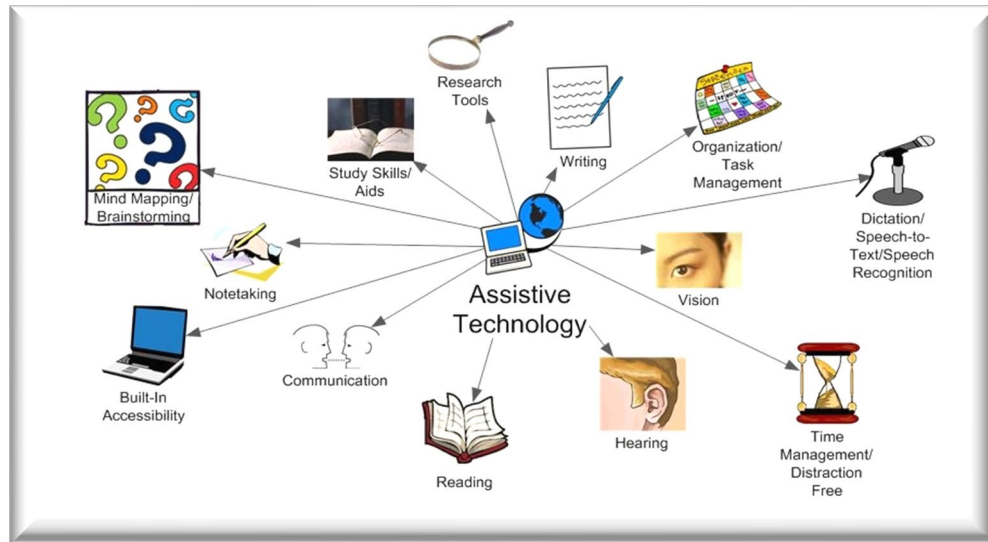 Research
Tools
Writing
Organization/
Task
Management
Study Skills/
Aids
Mind Mapping/
Brainstorming
Dictation/
Speech-to-
Text/Speech
Recognition
Notetaking
Vision
Assistive
Technology
Built-In
Accessibility
Communication
Reading
Hearing
Time
Management/
Distraction
Free